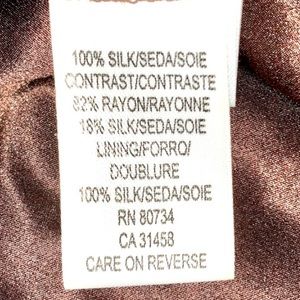 100% SILK/SEDA/SOIE
CONTRAST/CONTRASTE
82% RAYON/RAYONNE
18% SILK/SEDA/SOIE
LINING/FORRO/
DOUBLURE
100% SILK/SEDA/SOIE
RN 80734
CA 31458
CARE ON REVERSE